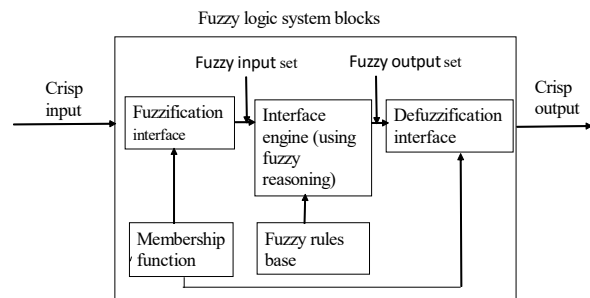 Fuzzy logic system blocks
Fuzzy input set
Fuzzy output set
Crisp
input
Fuzzification
interface
Interface
engine (using
fuzzy
reasoning)
Defuzzification
interface
Crisp
output
Membership
function
Fuzzy rules
base